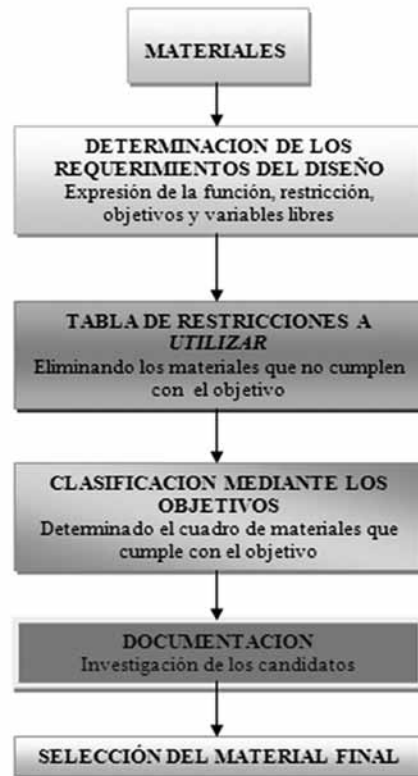 MATERIALES
DETERMINACION DE LOS
REQUERIMIENTOS DEL DISEÑO
Expresión de la función, restricción,
objetivos y variables libres
TABLA DE RESTRICCIONES A
UTILIZAR
Eliminando los materiales que no cumplen
con el objetivo
CLASIFICACION MEDIANTE LOS
OBJETIVOS
Determinado el cuadro de materiales que
cumple con el objetivo
DOCUMENTACION
Investigación de los candidatos
SELECCIÓN DEL MATERIAL FINAL